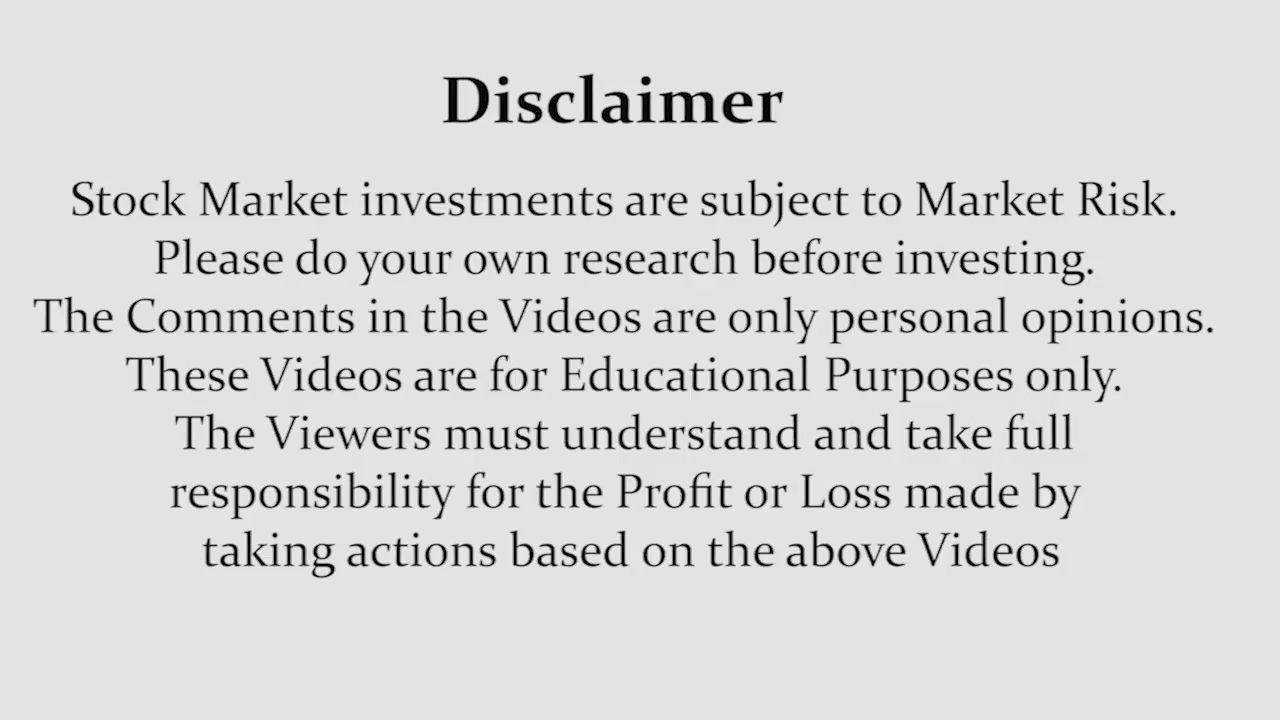 Disclaimer
Stock Market investments are subject to Market Risk.
Please do your own research before investing.
The Comments in the Videos are only personal opinions.
These Videos are for Educational Purposes only.
The Viewers must understand and take full
responsibility for the Profit or Loss made by
taking actions based on the above Videos